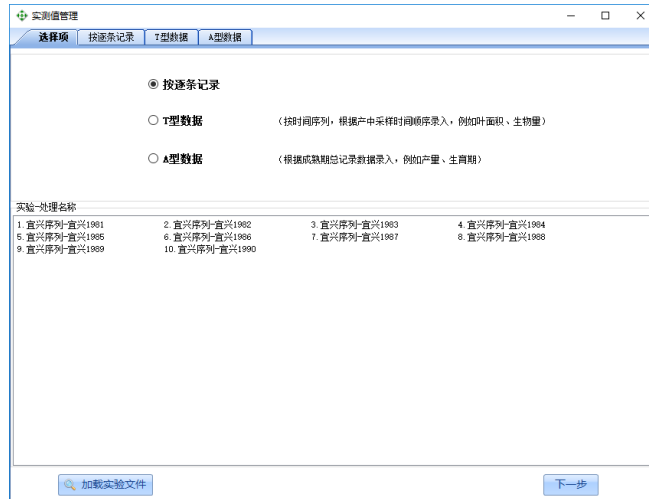 实测值管理
选择项 按逐条记录 T型数据 A型数据
按逐条记录
T型数据 （按时间序列，根据产中采样时间顺序录入，例如叶面积、生物量）
A型数据 （根据成熟期总记录数据录入，例如产量、生育期）
实验-处理名称
1.宜兴序列-宜兴1981 2.宜兴序列-宜兴1982 3.宜兴序列-宜兴1983 4.宜兴序列-宜兴1984
5.宜兴序列-宜兴1985 6.宜兴序列-宜兴1986 7.宜兴序列-宜兴1987 8.宜兴序列-宜兴1988
9.宜兴序列-宜兴1989 10.宜兴序列-宜兴1990
加载实验文件 下一步